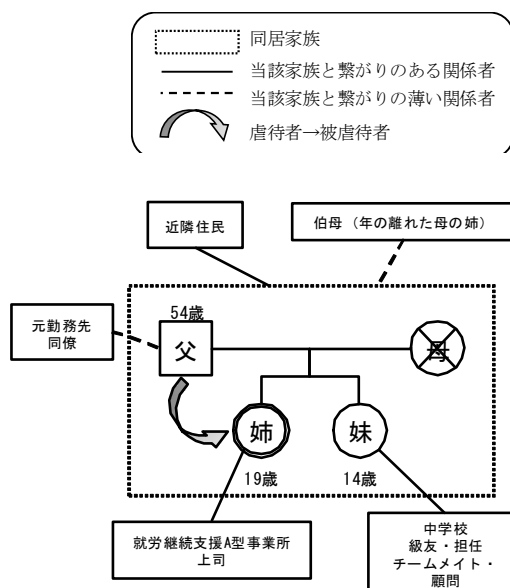 同居家族
当該家族と繋がりのある関係者
当該家族と繋がりの薄い関係者
虐待者→被虐待者
近隣住民
伯母（年の離れた母の姉）
元勤務先
同僚
54歳
父
母
姉
妹
19歳
14歳
就労継続支援A型事業所
上司
中学校
級友・担任
チームメイト・
顧問